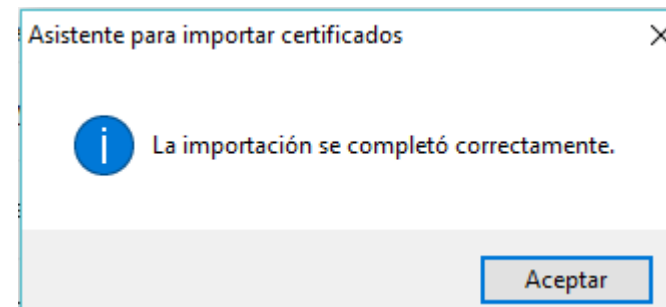 Asistente para importar certificados
La importación se completó correctamente.
Aceptar